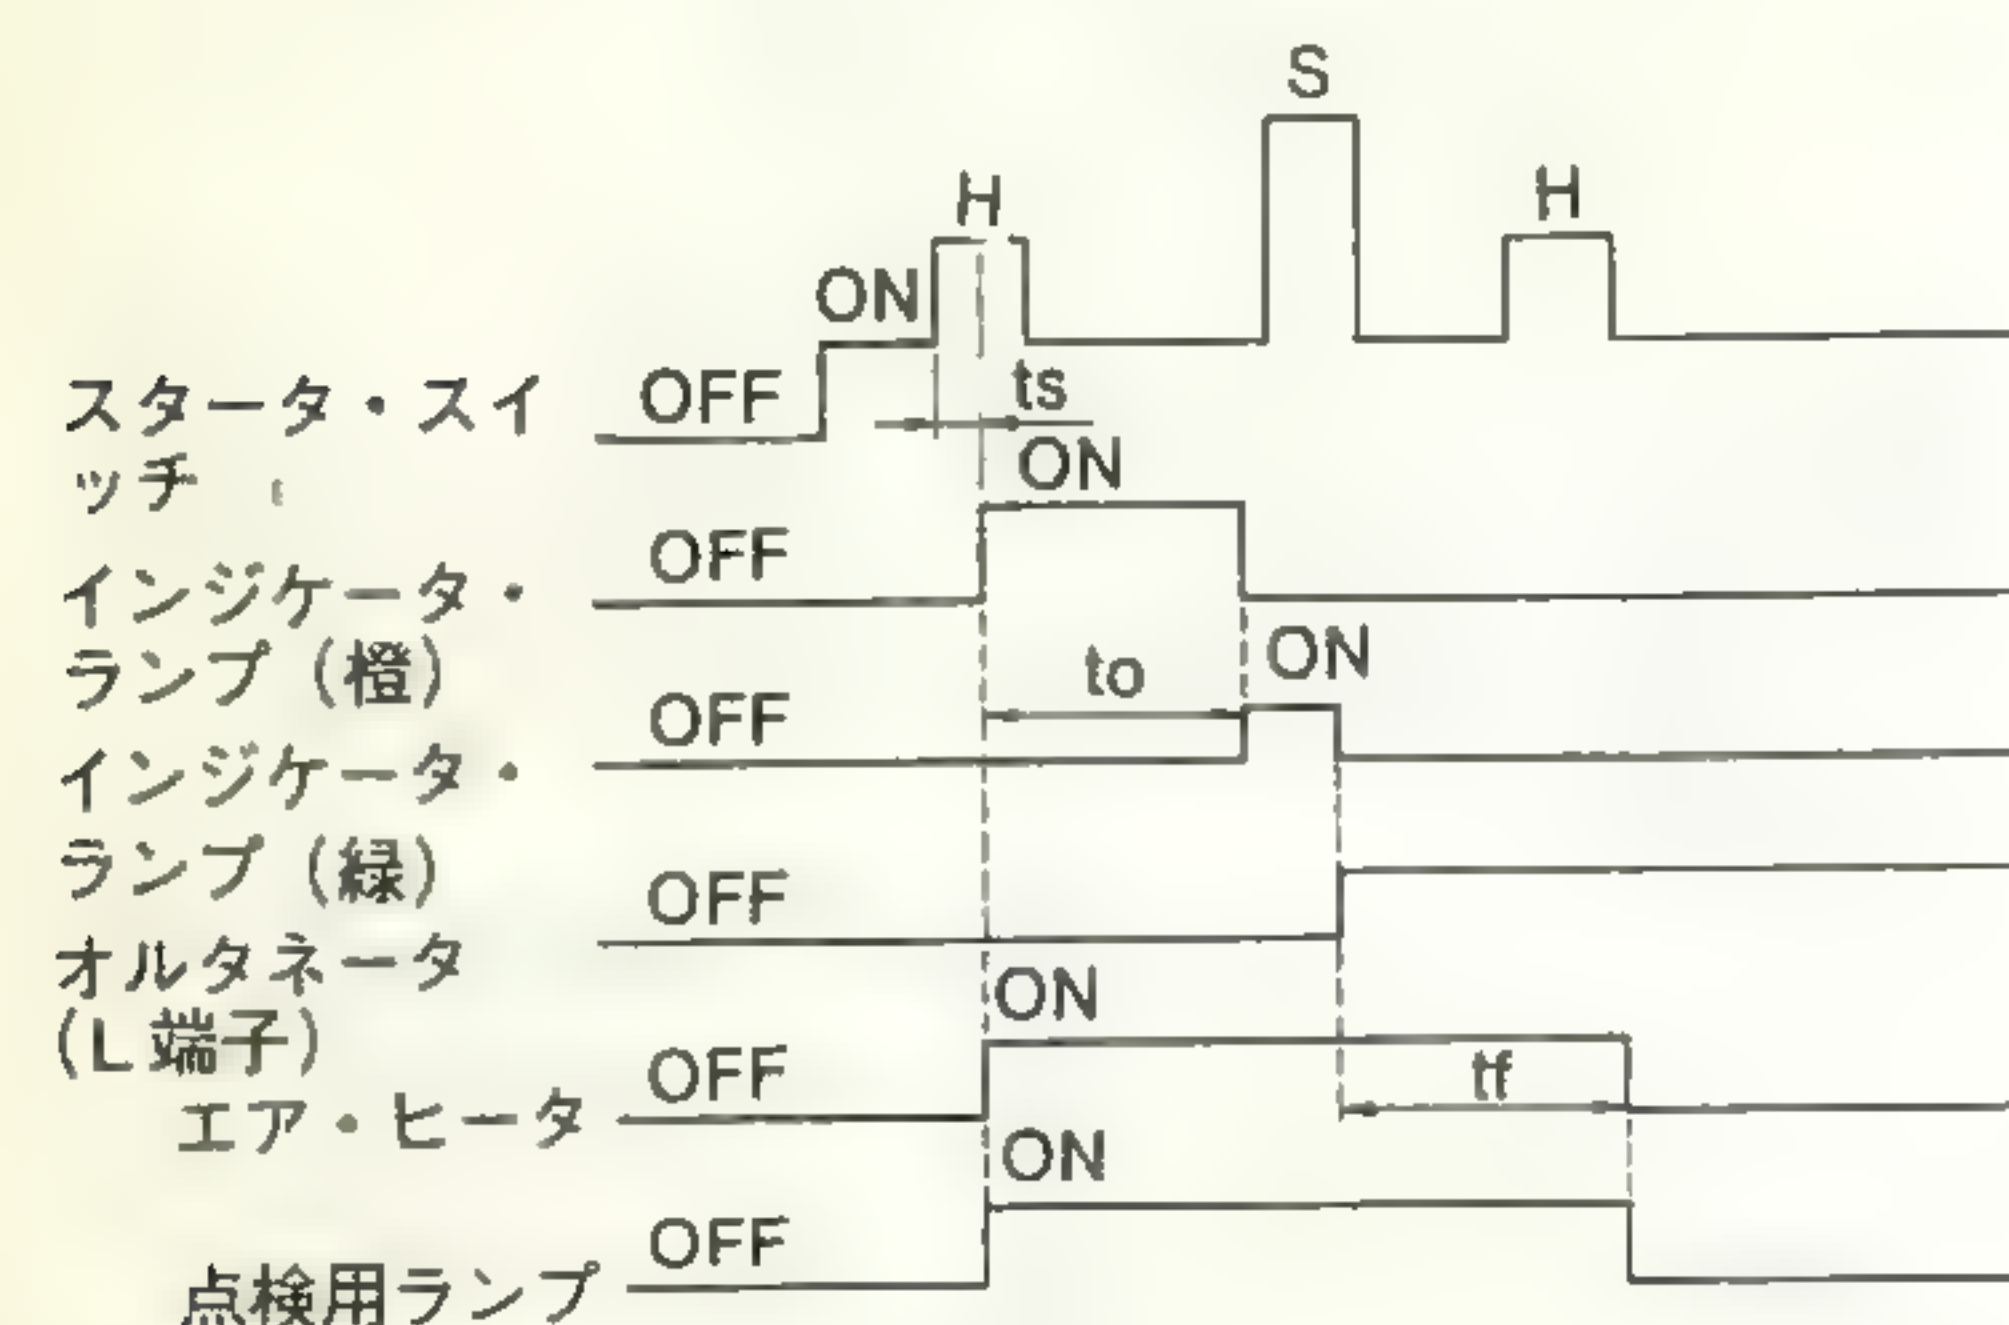 S
H
H
ON
スタータ・スイ
ッチ
OFF
ts
ON
インジケータ・
ランプ（橙）
OFF
to
ON
インジケータ・
ランプ（緑）
OFF
オルタネータ
（L端子）
OFF
ON
エア・ヒータ
OFF
tf
ON
点検用ランプ
OFF